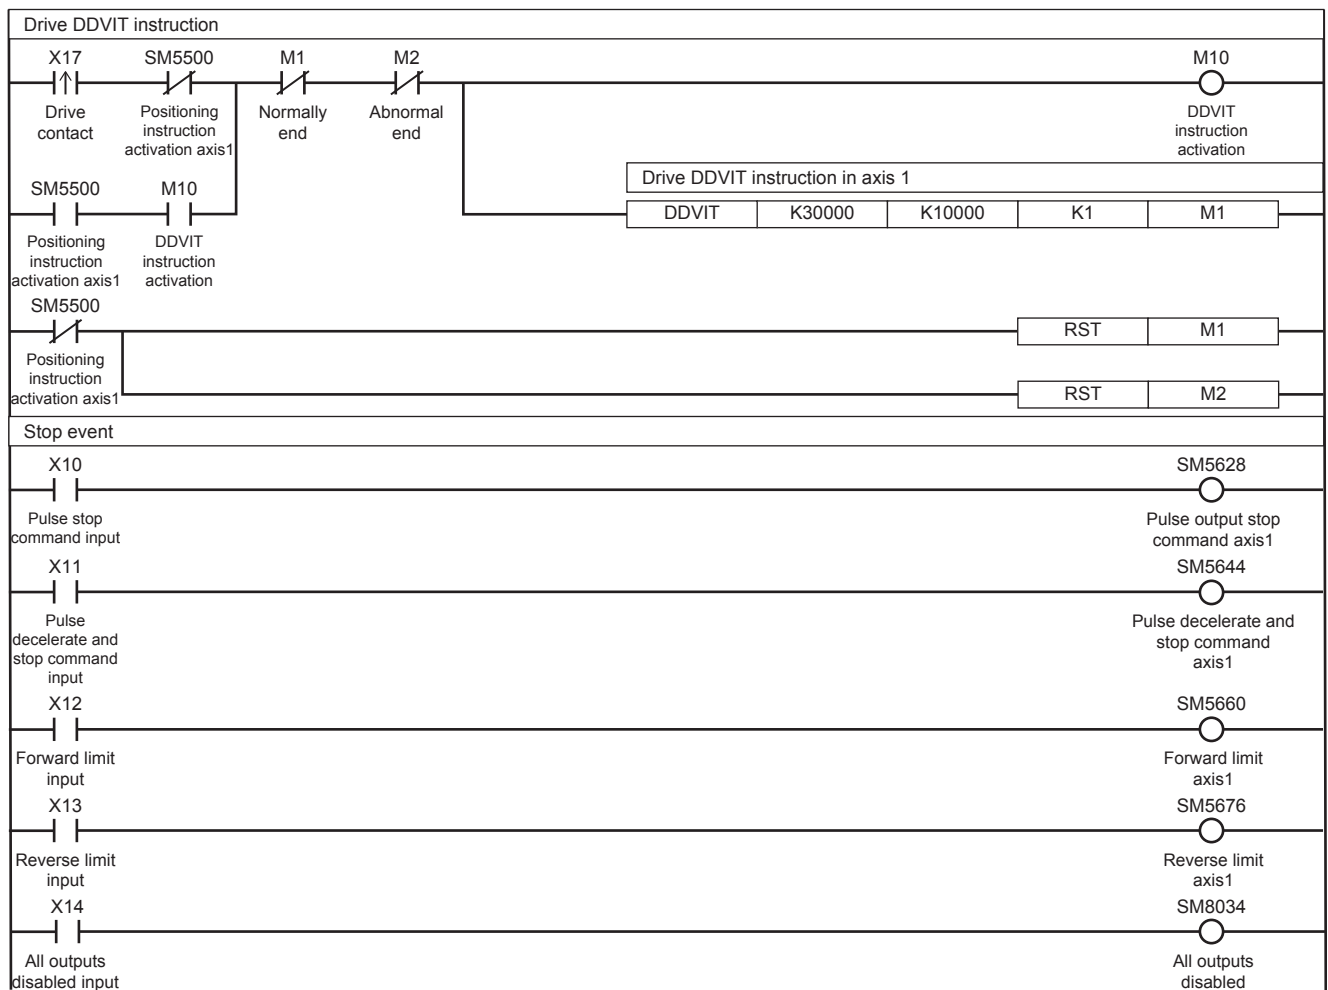 Drive DDVIT instruction
X17 SM5500 M1 M2 M10
Drive contact
Positioning instruction activation axis1
Normally end
Abnormal end
DDVIT instruction activation
Drive DDVIT instruction in axis 1
SM5500 M10
DDVIT K30000 K10000 K1 M1
Positioning instruction activation axis1
DDVIT instruction activation
SM5500
RST M1
Positioning instruction activation axis1
RST M2
Stop event
X10 SM5628
Pulse stop command input
Pulse output stop command axis1
X11 SM5644
Pulse decelerate and stop command input
Pulse decelerate and stop command axis1
X12 SM5660
Forward limit input
Forward limit axis1
X13 SM5676
Reverse limit input
Reverse limit axis1
X14 SM8034
All outputs disabled input
All outputs disabled